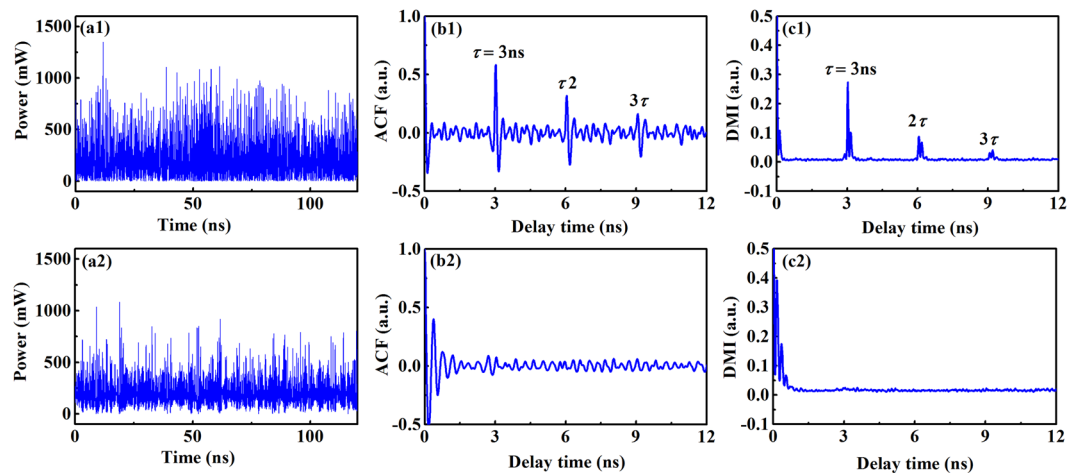 (a1)
Power (mW)
1500
1000
500
0
0
50
100
Time (ns)
(b1)
ACF (a.u.)
1.0
0.5
0.0
-0.5
τ = 3ns
τ 2
3τ
0
3
6
9
12
Delay time (ns)
(c1)
DMI (a.u.)
0.5
0.4
0.3
0.2
0.1
0.0
-0.1
τ = 3ns
2τ
3τ
0
3
6
9
12
Delay time (ns)
(a2)
Power (mW)
1500
1000
500
0
0
50
100
Time (ns)
(b2)
ACF (a.u.)
1.0
0.5
0.0
-0.5
0
3
6
9
12
Delay time (ns)
(c2)
DMI (a.u.)
0.5
0.4
0.3
0.2
0.1
0.0
-0.1
0
3
6
9
12
Delay time (ns)